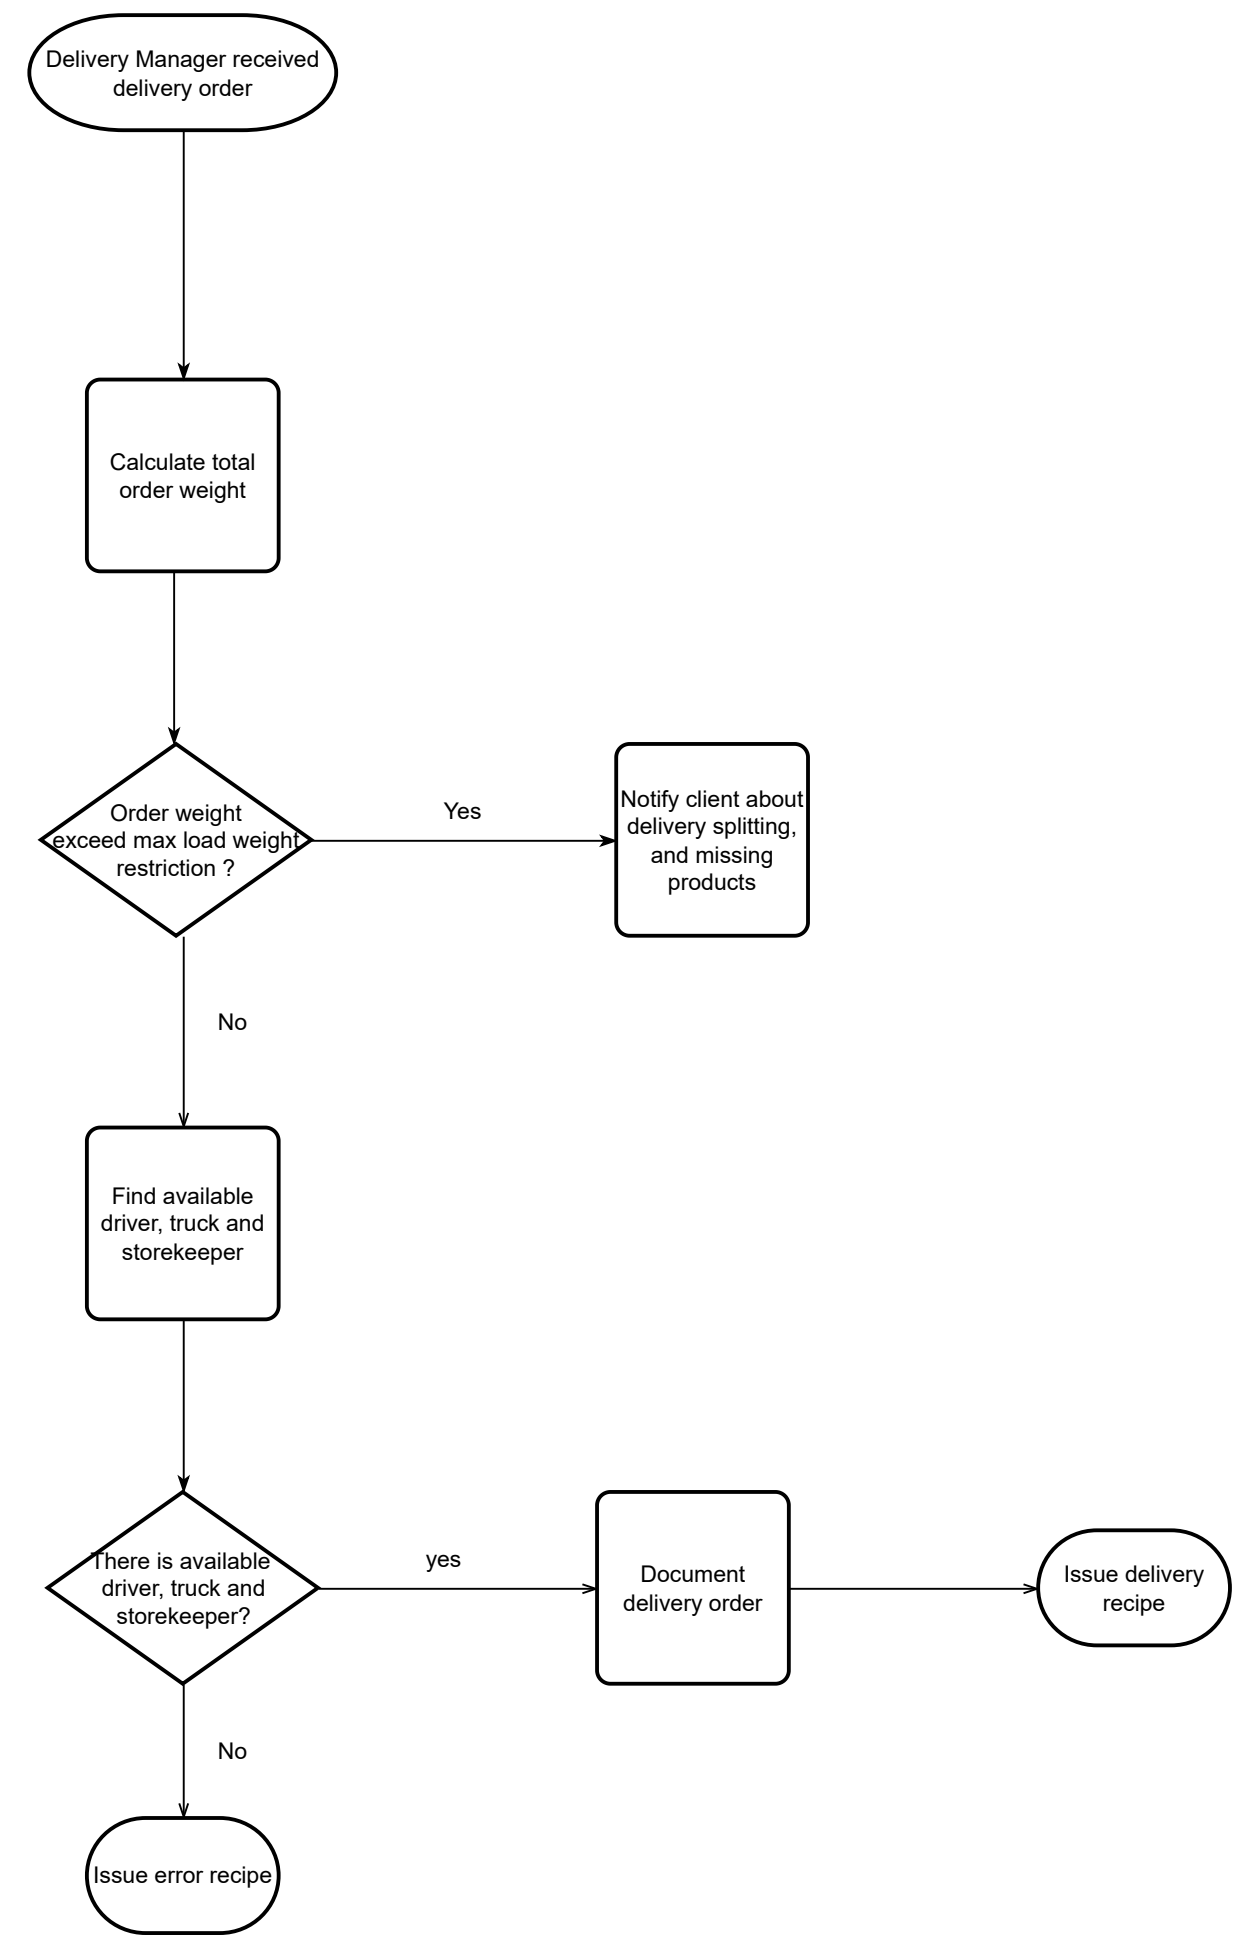 Delivery Manager received
delivery order
Calculate total
order weight
Order weight
exceed max load weight
restriction ?
Yes
Notify client about
delivery splitting,
and missing
products
No
Find available
driver, truck and
storekeeper
There is available
driver, truck and
storekeeper?
yes
Document
delivery order
Issue delivery
recipe
No
Issue error recipe